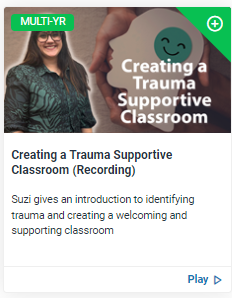 MULTI-YR
Creating a
Trauma
Supportive
Classroom
Creating a Trauma Supportive
Classroom (Recording)
Suzi gives an introduction to identifying
trauma and creating a welcoming and
supporting classroom
Play